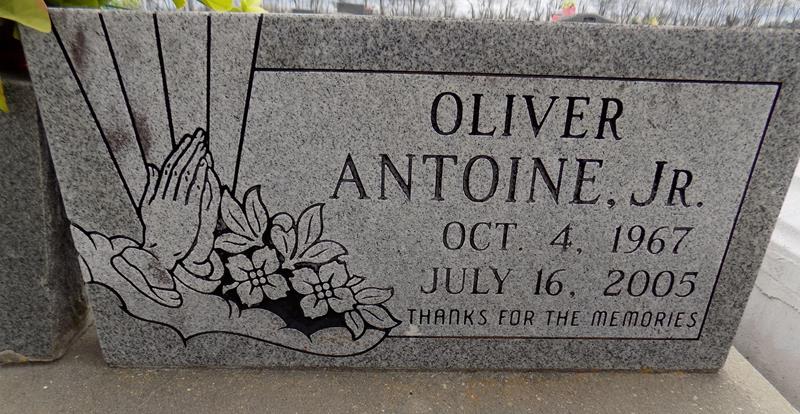 OLIVER
ANTOINE, JR.
OCT. 4, 1967
JULY 16, 2005
THANKS FOR THE MEMORIES